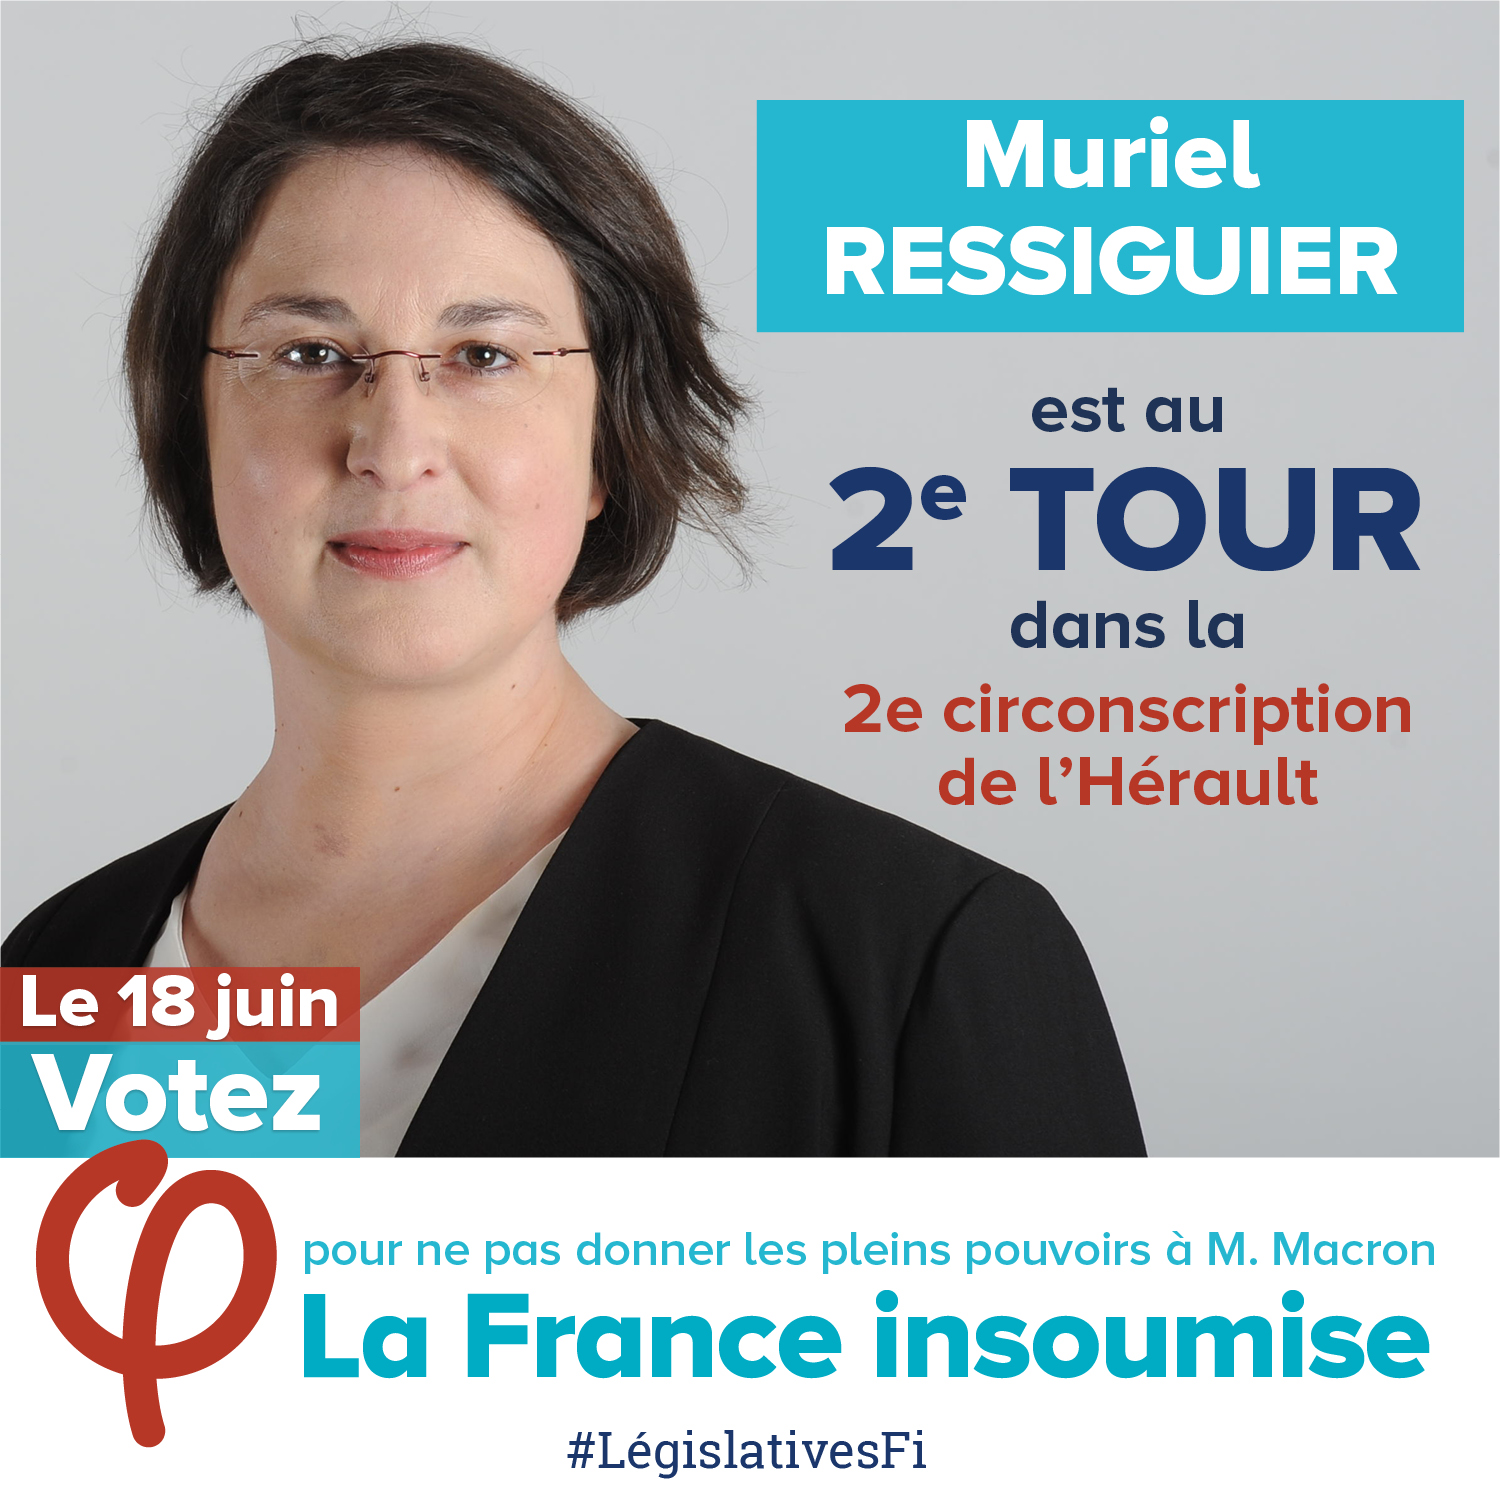 Muriel
RESSIGUIER
est au
2e TOUR
dans la
2e circonscription
de l’Hérault
Le 18 juin
Votez
φ
pour ne pas donner les pleins pouvoirs à M. Macron
La France insoumise
#LégislativesFi